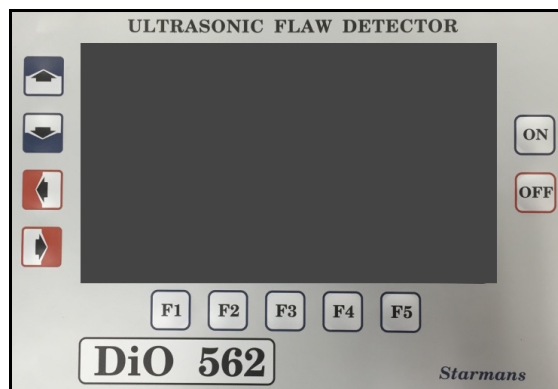 ULTRASONIC FLAW DETECTOR
ON
OFF
F1 F2 F3 F4 F5
DiO 562
Starmans